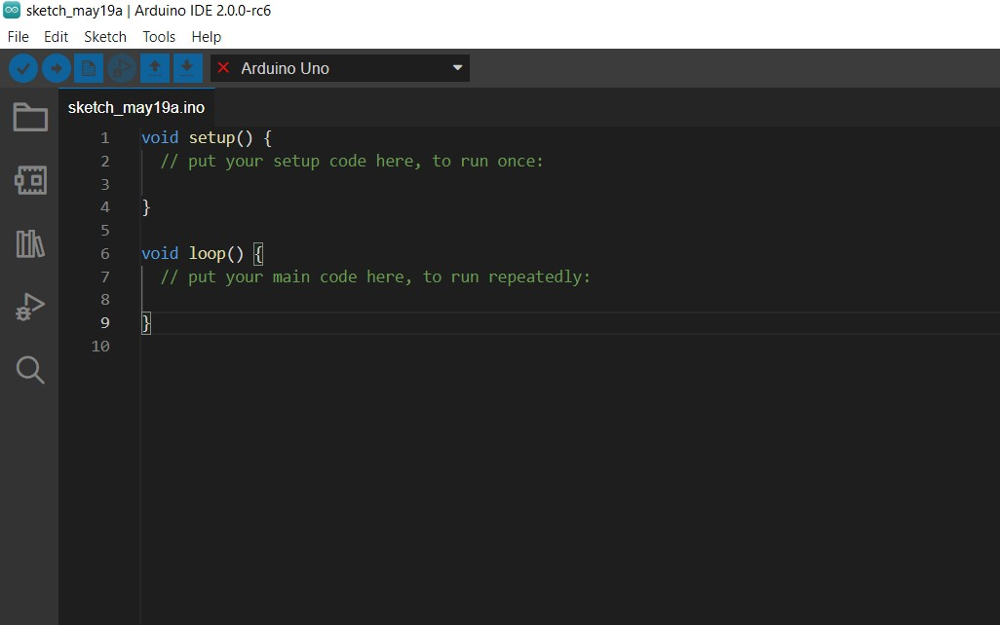 sketch_may19a | Arduino IDE 2.0.0-rc6
File Edit Sketch Tools Help
Arduino Uno
sketch_may19a.ino
1 void setup() {
2 // put your setup code here, to run once:
3
4 }
5
6 void loop() {
7 // put your main code here, to run repeatedly:
8
9 }
10